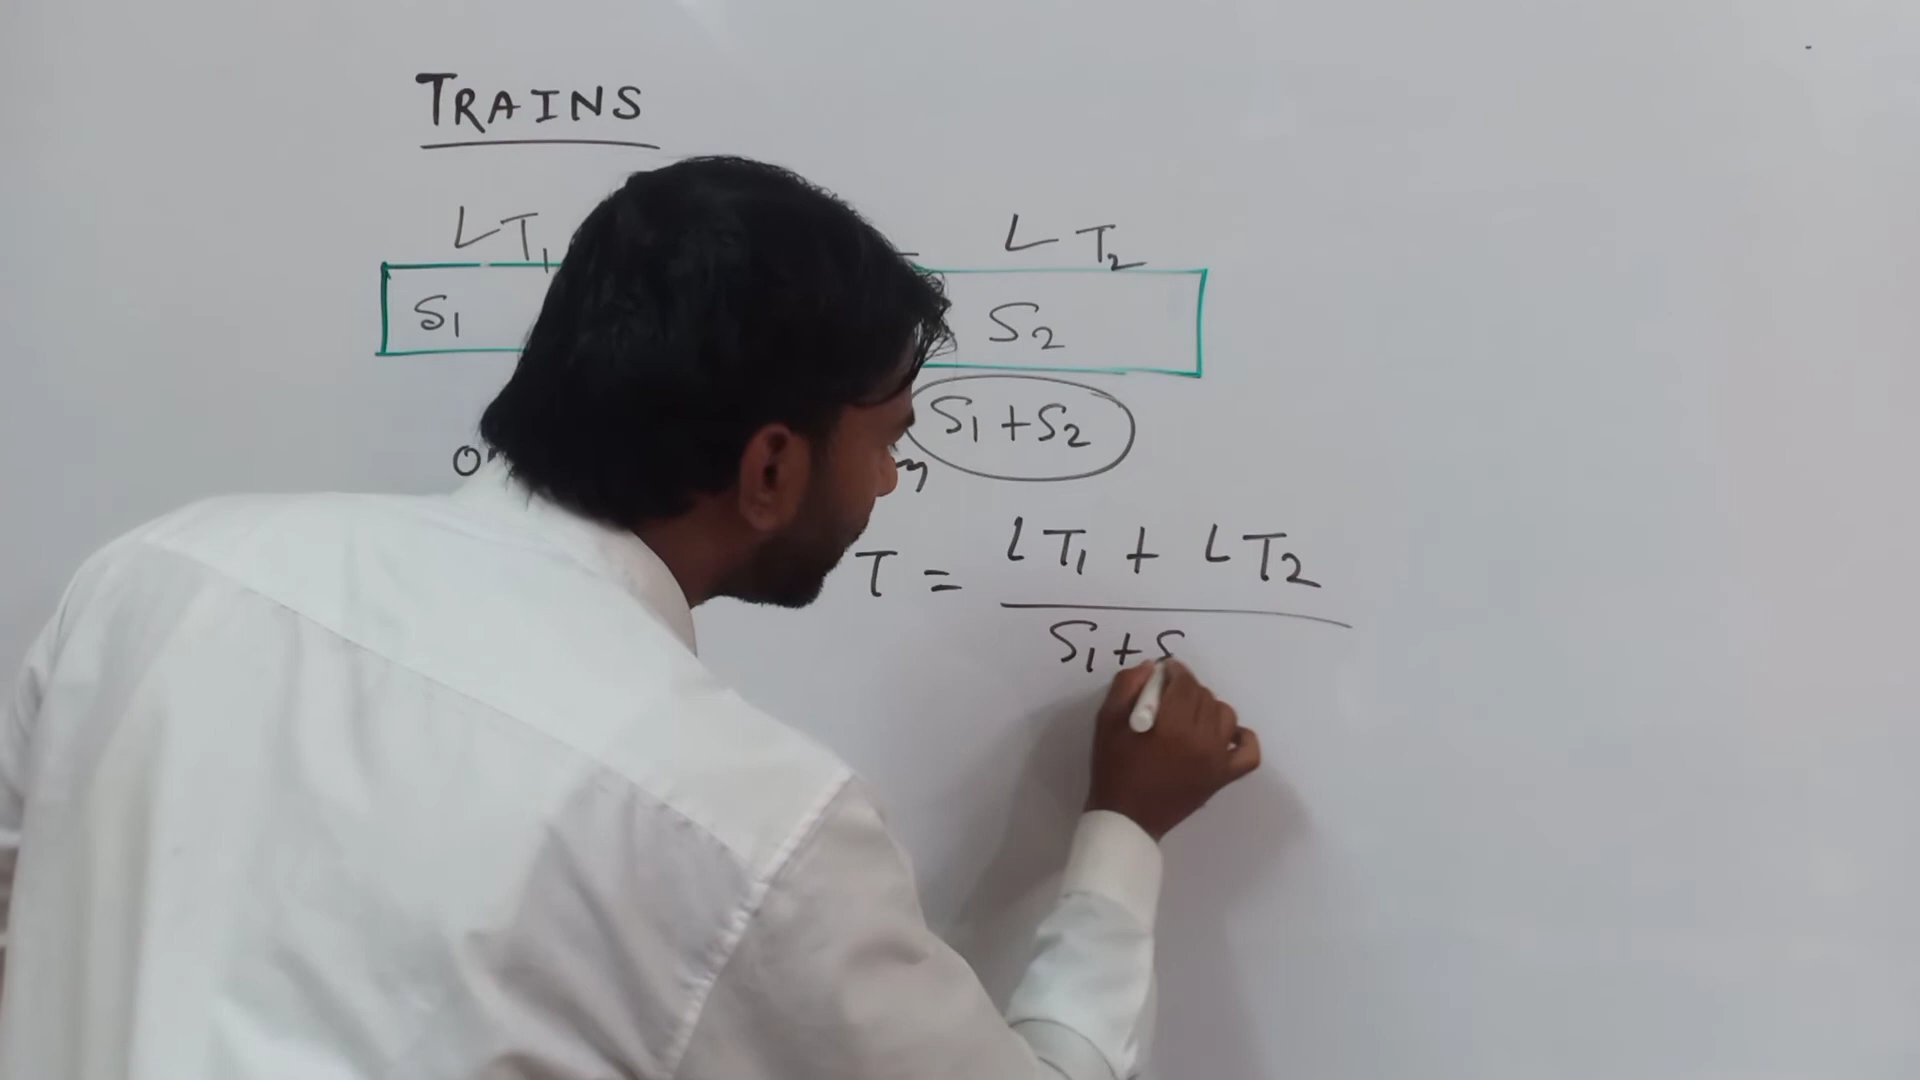 TRAINS
LT₁ LT₂
S₁ S₂
S₁+S₂
T = LT₁ + LT₂
S₁+S